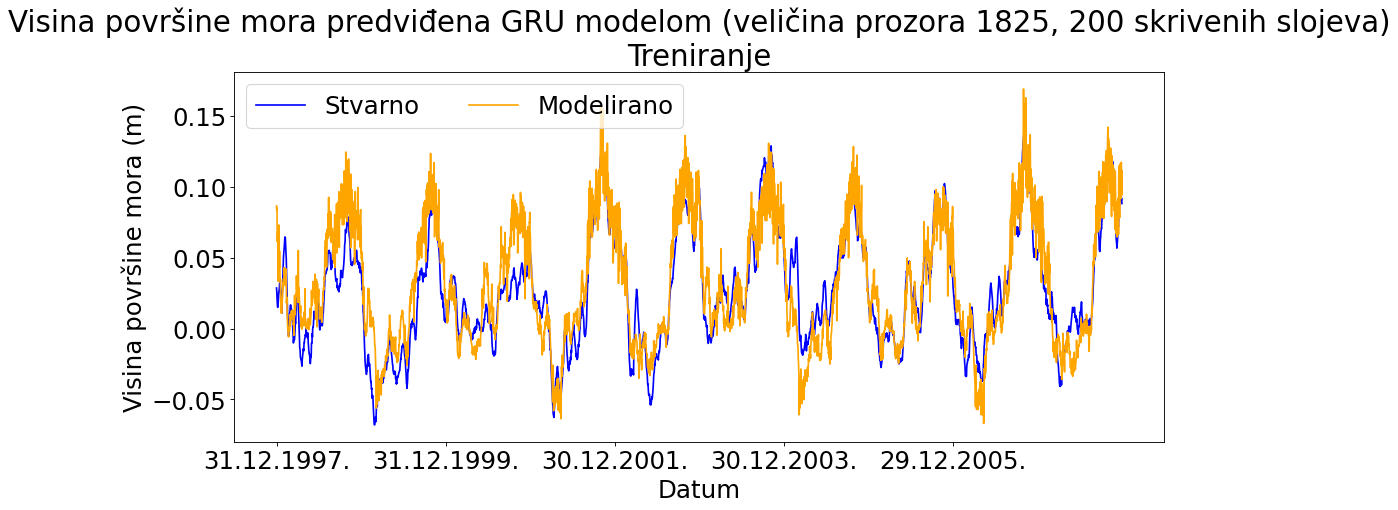 Visina površine mora predviđena GRU modelom (veličina prozora 1825, 200 skrivenih slojeva)
Treniranje
Stvarno
Modelirano
Visina površine mora (m)
0.15
0.10
0.05
0.00
−0.05
31.12.1997.
31.12.1999.
30.12.2001.
30.12.2003.
29.12.2005.
Datum